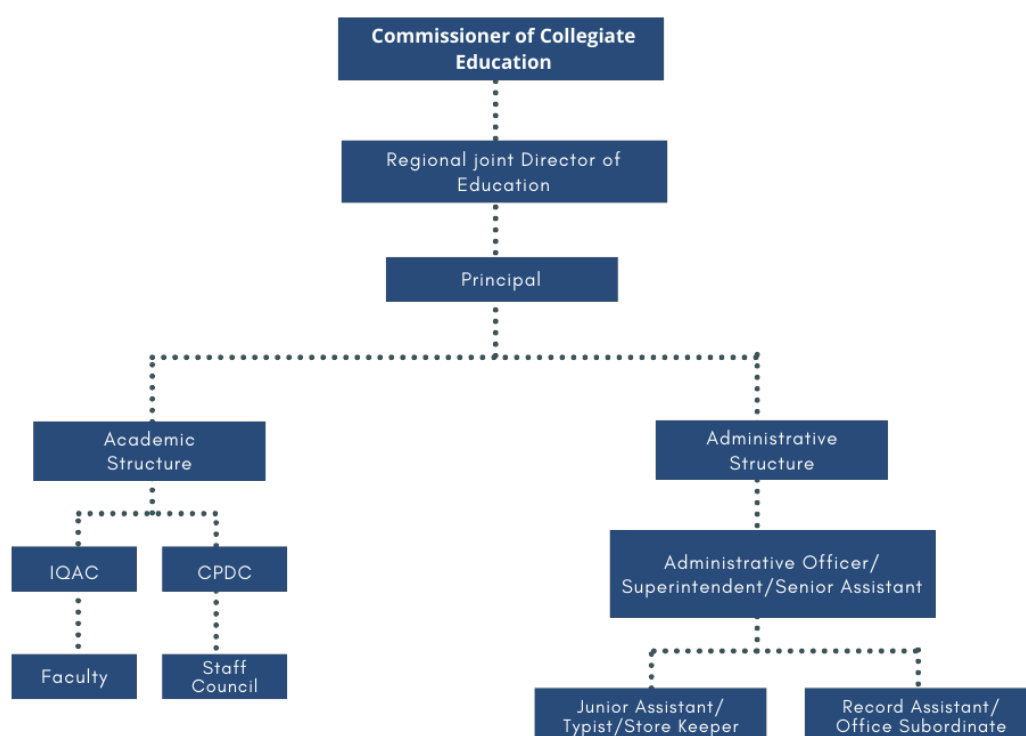 Commissioner of Collegiate
Education
Regional joint Director of
Education
Principal
Academic
Structure
Administrative
Structure
IQAC
CPDC
Administrative Officer/
Superintendent/Senior Assistant
Faculty
Staff
Council
Junior Assistant/
Typist/Store Keeper
Record Assistant/
Office Subordinate